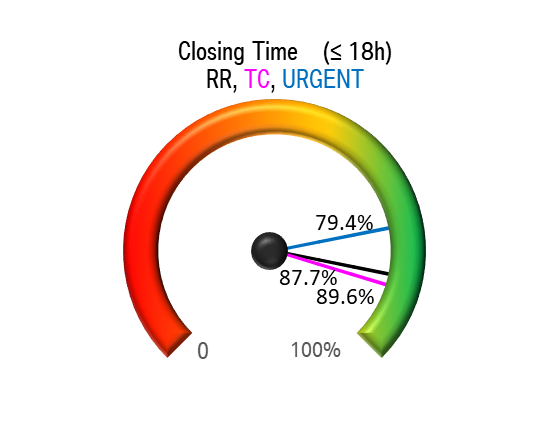 Closing Time (≤ 18h)
RR, TC, URGENT
79.4%
87.7%
89.6%
0
100%